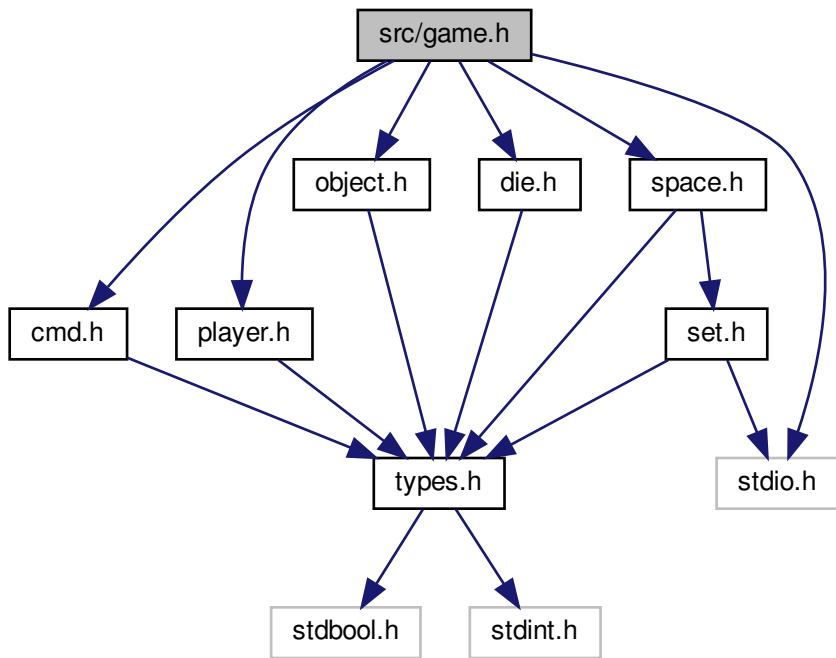 src/game.h
object.h
die.h
space.h
cmd.h
player.h
set.h
types.h
stdio.h
stdbool.h
stdint.h